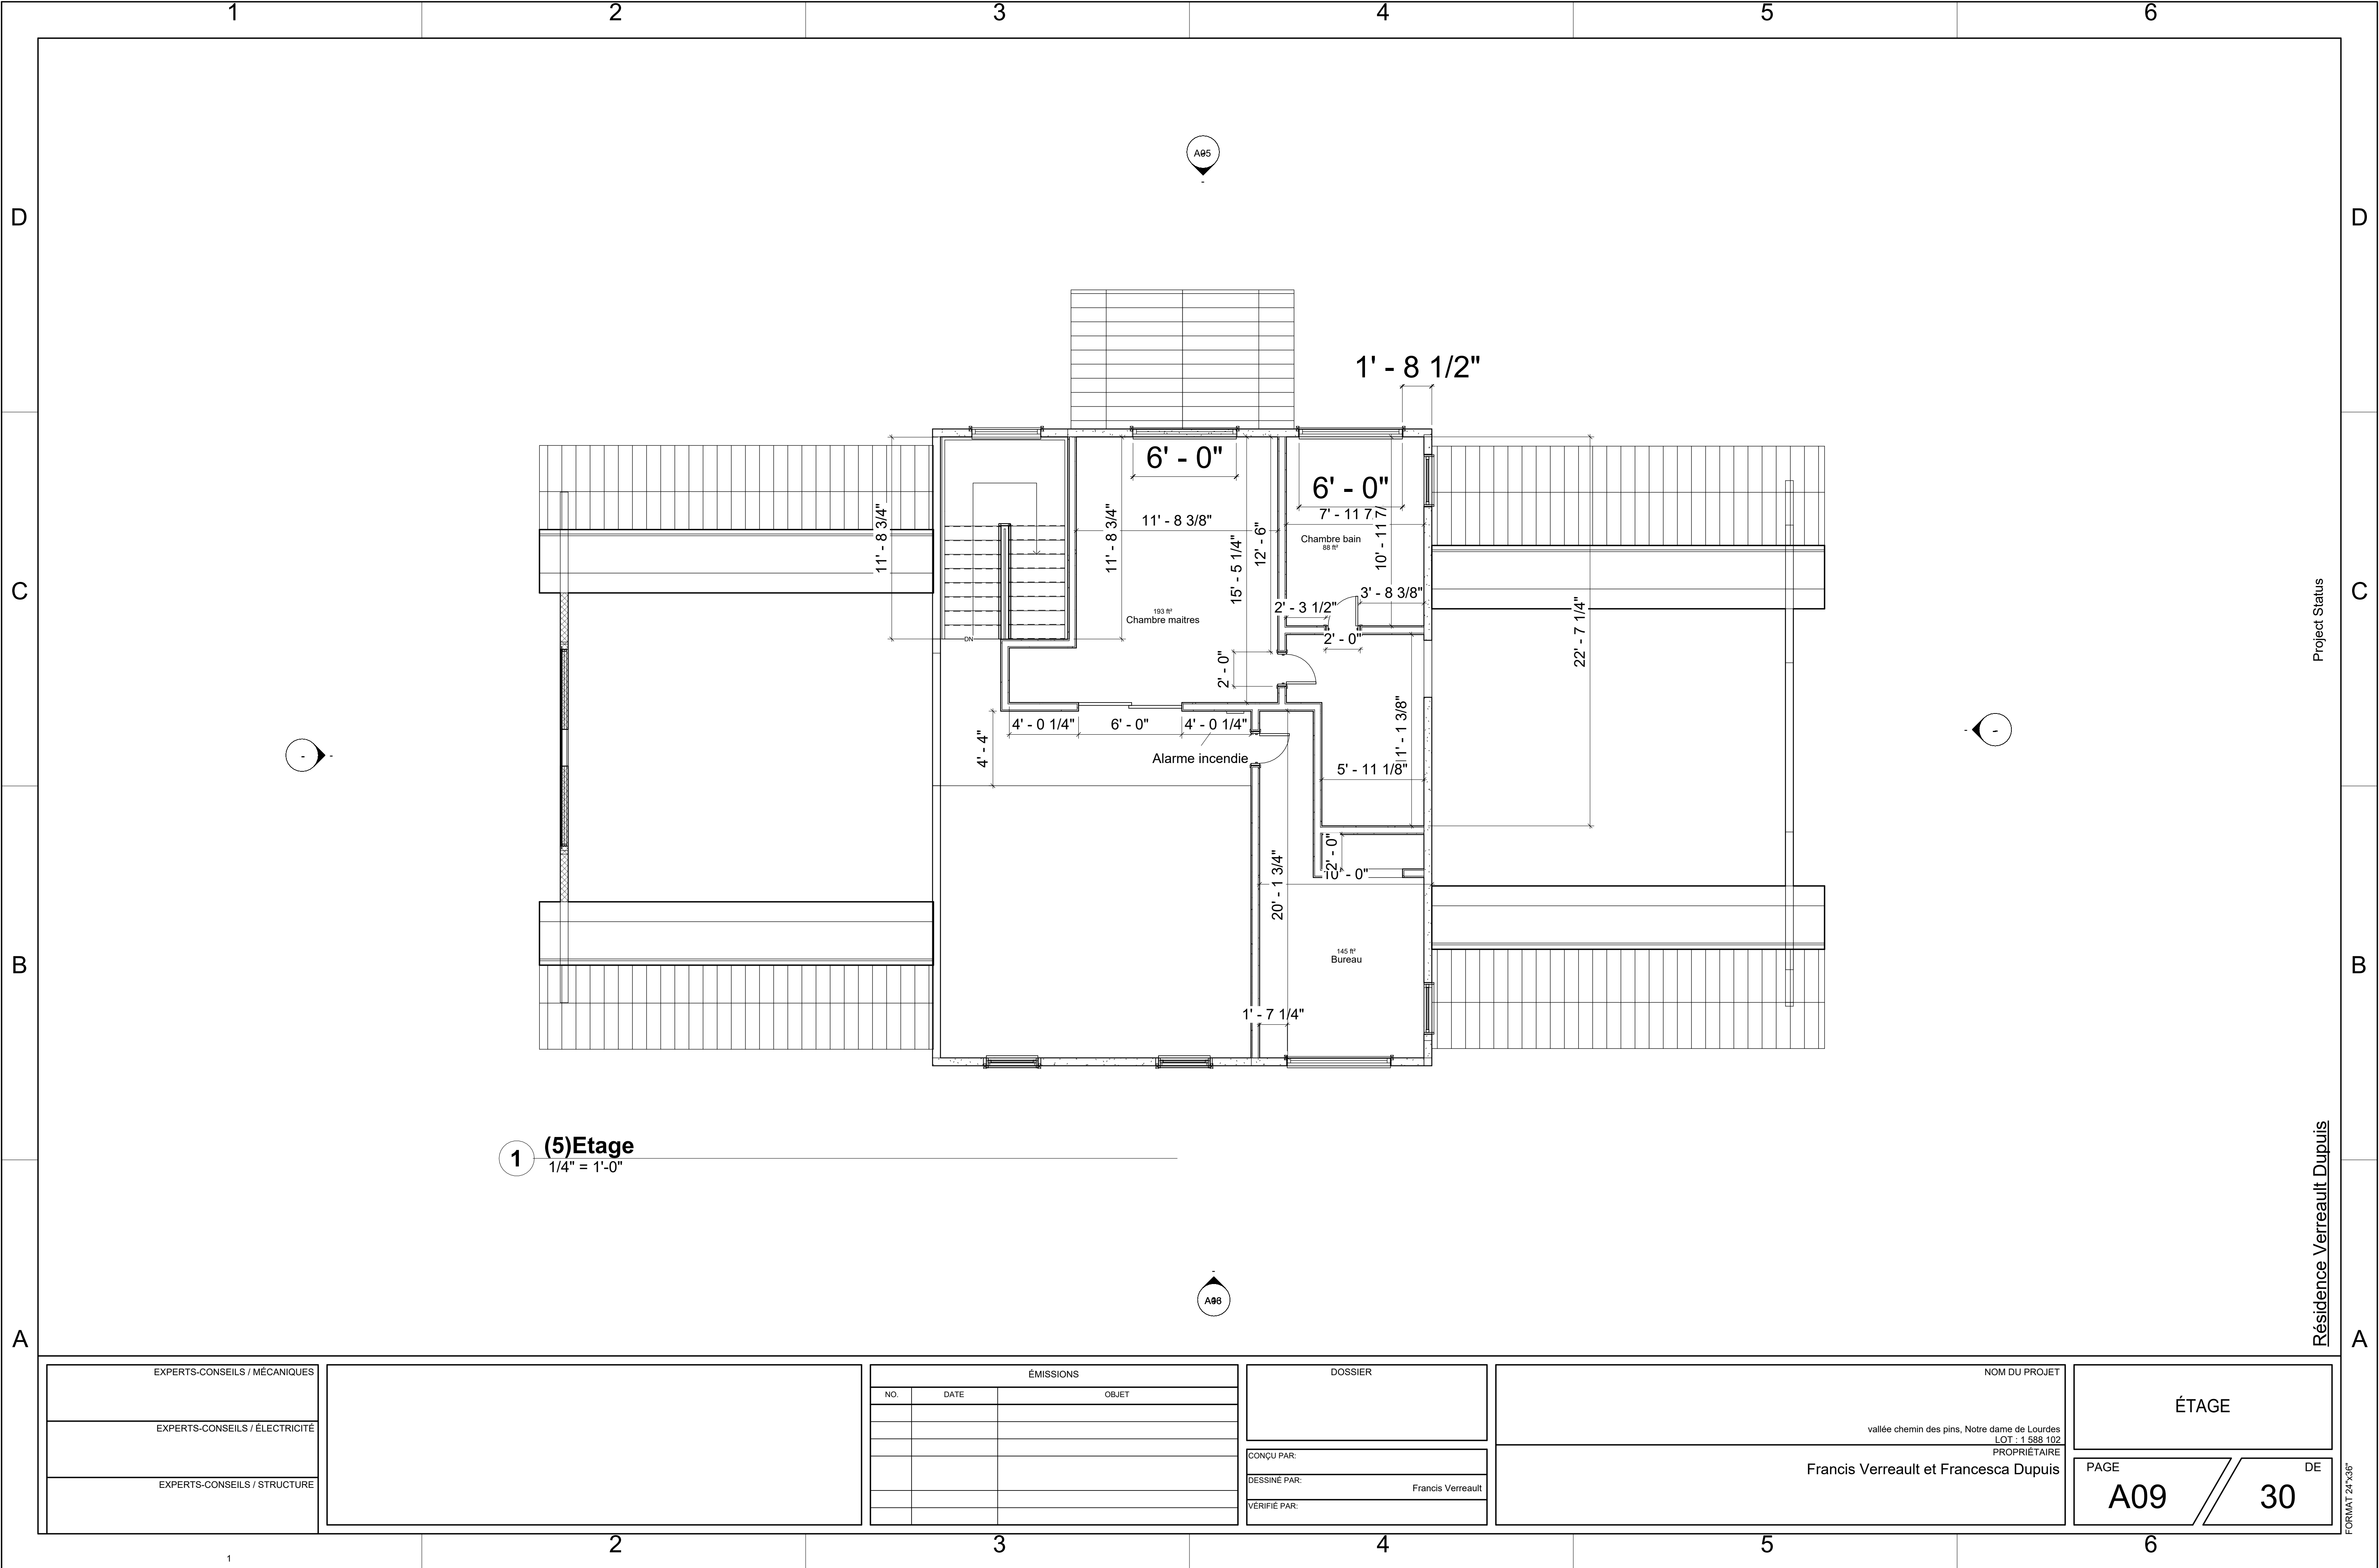 1 2 3 4 5 6
D D
C C
B B
A A
1' - 8 1/2"
6' - 0"
6' - 0"
7' - 11 7
11' - 8 3/4"
11' - 8 3/4"
11' - 8 3/8"
15' - 5 1/4"
12' - 6"
10' - 11 7/
Chambre bain
88 ft²
3' - 8 3/8"
2' - 3 1/2"
2' - 0"
193 ft²
Chambre maitres
DN
2' - 0"
22' - 7 1/4"
4' - 0 1/4"
6' - 0"
4' - 0 1/4"
4' - 4"
Alarme incendie
11' - 1 3/8"
5' - 11 1/8"
2' - 0"
10' - 0"
20' - 1 3/4"
145 ft²
Bureau
1' - 7 1/4"
1
(5)Etage
1/4" = 1'-0"
Project Status
Résidence Verreault Dupuis
EXPERTS-CONSEILS / MÉCANIQUES
EXPERTS-CONSEILS / ÉLECTRICITÉ
EXPERTS-CONSEILS / STRUCTURE
ÉMISSIONS
NO. DATE OBJET
DOSSIER
CONÇU PAR:
DESSINÉ PAR:
Francis Verreault
VÉRIFIÉ PAR:
NOM DU PROJET
vallée chemin des pins, Notre dame de Lourdes
LOT : 1 588 102
PROPRIÉTAIRE
Francis Verreault et Francesca Dupuis
ÉTAGE
PAGE DE
A09 30
FORMAT 24"x36"
2 3 4 5 6
1